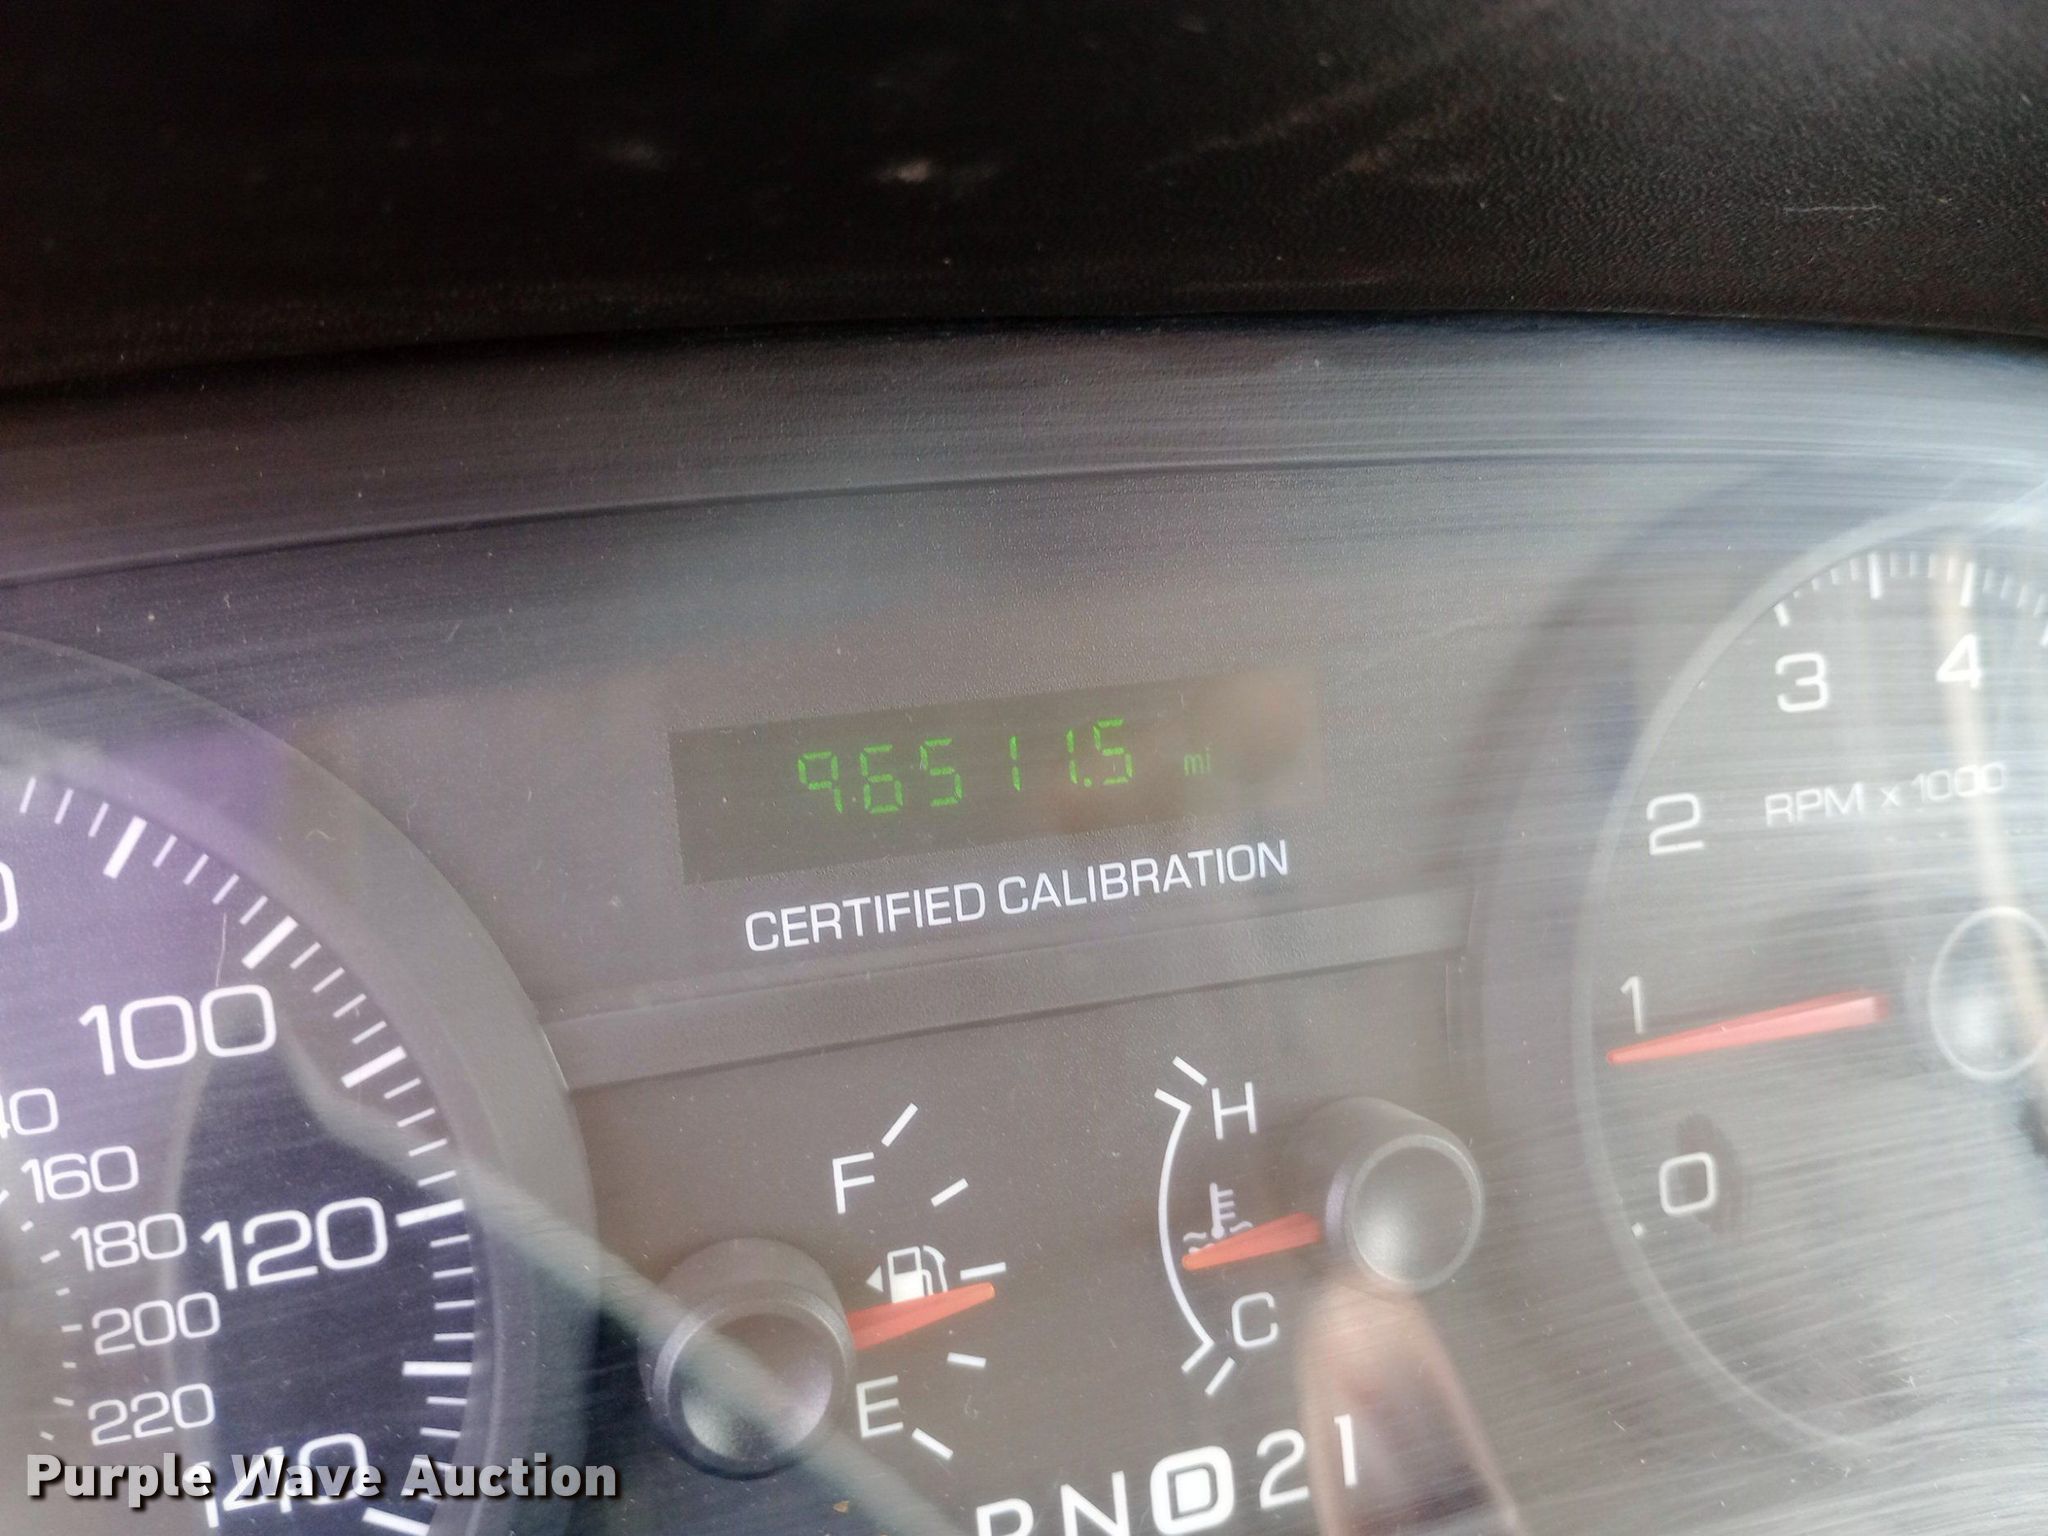 96511.5 mi
CERTIFIED CALIBRATION
3 4
2 RPM x 1000
1
0
100
160
180 120
200
220
140
F H
E C
R N D 2 1
Purple Wave Auction